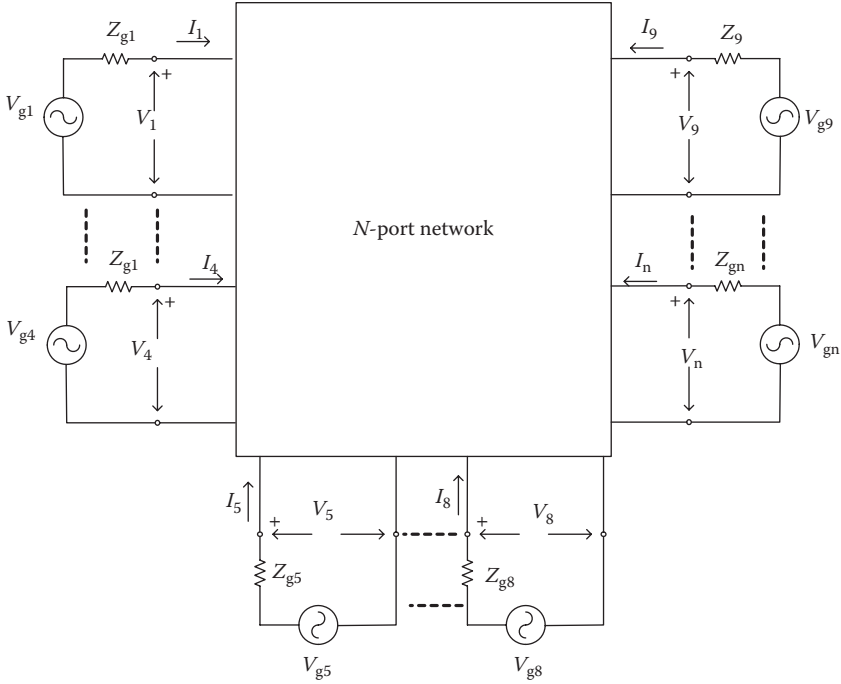 Z_g1
I_1
I_9
Z_9
+
+
V_g1
V_1
V_9
V_g9
N-port network
Z_g1
I_4
I_n
Z_gn
+
+
V_g4
V_4
V_n
V_gn
I_5
V_5
I_8
V_8
+
+
Z_g5
Z_g8
V_g5
V_g8